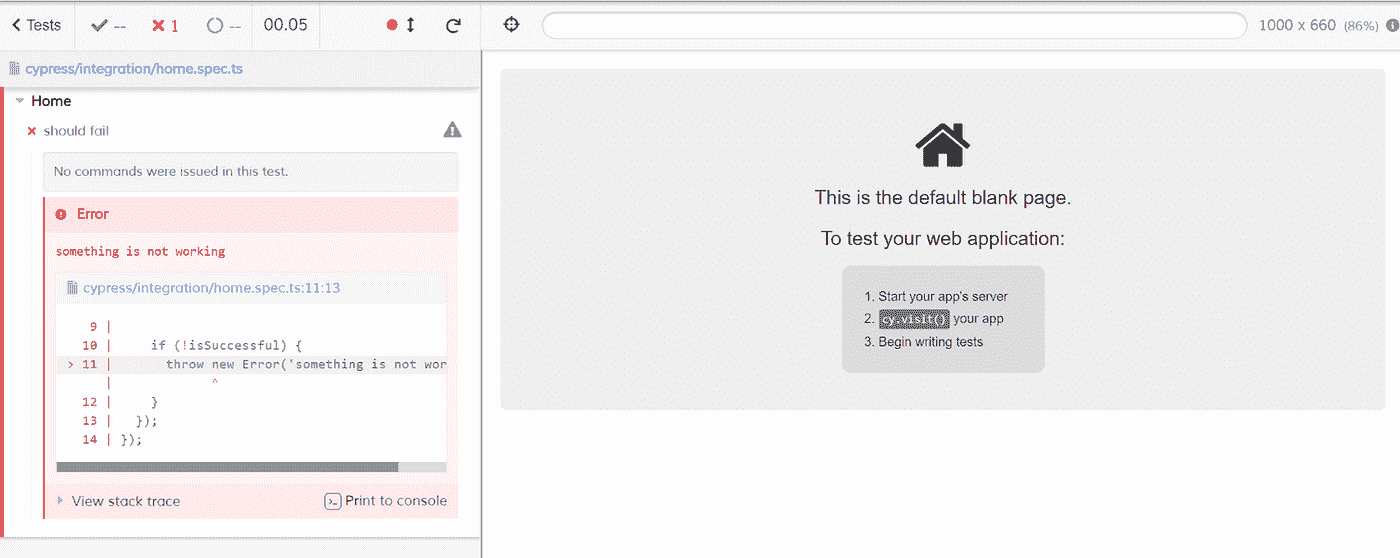 Tests -- 1 -- 00.05 1000 x 660 (86%)
cypress/integration/home.spec.ts
Home
should fail
No commands were issued in this test.
Error
something is not working
cypress/integration/home.spec.ts:11:13
9 |
10 | if (!isSuccessful) {
> 11 | throw new Error('something is not wor
| ^
12 | }
13 | });
14 | });
View stack trace Print to console
This is the default blank page.
To test your web application:
1. Start your app's server
2. cy.visit() your app
3. Begin writing tests